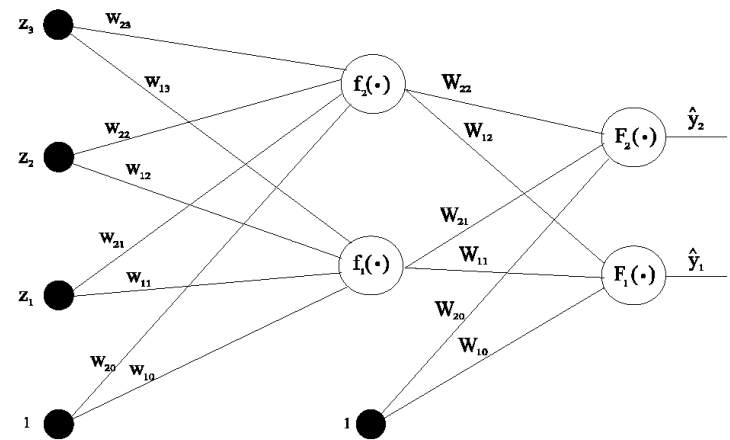 z₃
w₂₃
w₁₃
f₂(·)
W₂₂
ŷ₂
w₂₂
z₂
w₁₂
W₁₂
F₂(·)
w₂₁
W₂₁
f₁(·)
W₁₁
ŷ₁
z₁
w₁₁
F₁(·)
W₂₀
w₂₀
w₁₀
W₁₀
1
1